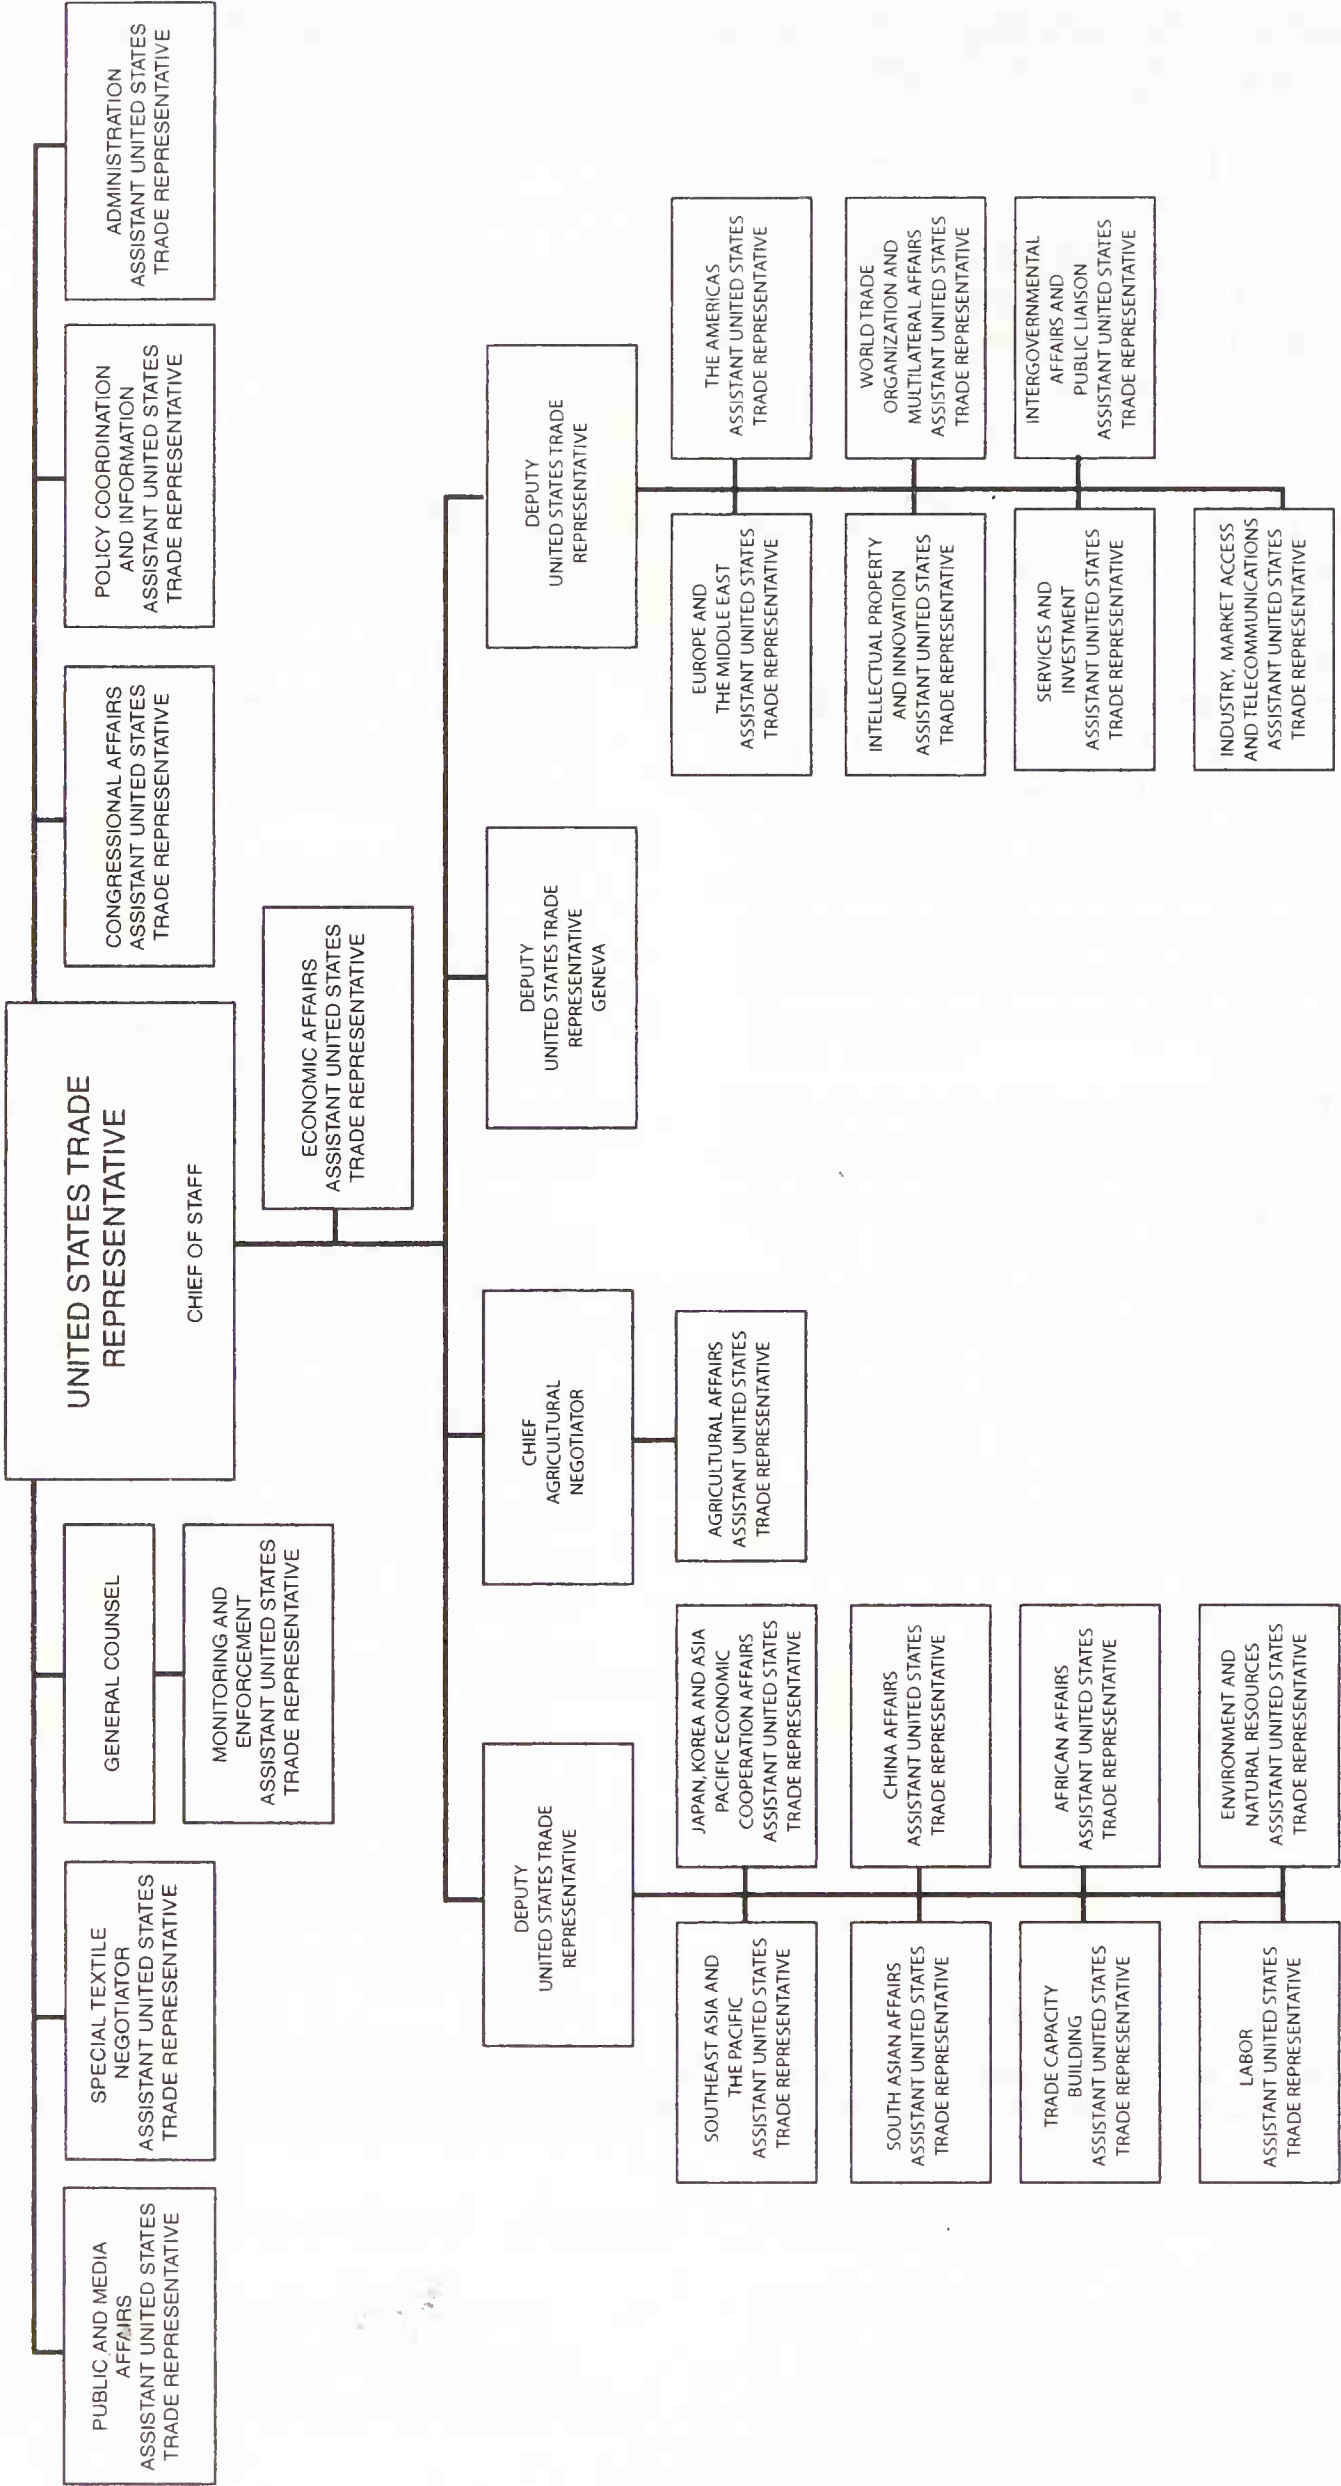 UNITED STATES TRADE
REPRESENTATIVE
CHIEF OF STAFF
PUBLIC AND MEDIA
AFFAIRS
ASSISTANT UNITED STATES
TRADE REPRESENTATIVE
SPECIAL TEXTILE
NEGOTIATOR
ASSISTANT UNITED STATES
TRADE REPRESENTATIVE
GENERAL COUNSEL
MONITORING AND
ENFORCEMENT
ASSISTANT UNITED STATES
TRADE REPRESENTATIVE
CONGRESSIONAL AFFAIRS
ASSISTANT UNITED STATES
TRADE REPRESENTATIVE
POLICY COORDINATION
AND INFORMATION
ASSISTANT UNITED STATES
TRADE REPRESENTATIVE
ADMINISTRATION
ASSISTANT UNITED STATES
TRADE REPRESENTATIVE
ECONOMIC AFFAIRS
ASSISTANT UNITED STATES
TRADE REPRESENTATIVE
DEPUTY
UNITED STATES TRADE
REPRESENTATIVE
CHIEF
AGRICULTURAL
NEGOTIATOR
DEPUTY
UNITED STATES TRADE
REPRESENTATIVE
GENEVA
DEPUTY
UNITED STATES TRADE
REPRESENTATIVE
SOUTHEAST ASIA AND
THE PACIFIC
ASSISTANT UNITED STATES
TRADE REPRESENTATIVE
JAPAN, KOREA AND ASIA
PACIFIC ECONOMIC
COOPERATION AFFAIRS
ASSISTANT UNITED STATES
TRADE REPRESENTATIVE
AGRICULTURAL AFFAIRS
ASSISTANT UNITED STATES
TRADE REPRESENTATIVE
EUROPE AND
THE MIDDLE EAST
ASSISTANT UNITED STATES
TRADE REPRESENTATIVE
THE AMERICAS
ASSISTANT UNITED STATES
TRADE REPRESENTATIVE
SOUTH ASIAN AFFAIRS
ASSISTANT UNITED STATES
TRADE REPRESENTATIVE
CHINA AFFAIRS
ASSISTANT UNITED STATES
TRADE REPRESENTATIVE
INTELLECTUAL PROPERTY
AND INNOVATION
ASSISTANT UNITED STATES
TRADE REPRESENTATIVE
WORLD TRADE
ORGANIZATION AND
MULTILATERAL AFFAIRS
ASSISTANT UNITED STATES
TRADE REPRESENTATIVE
TRADE CAPACITY
BUILDING
ASSISTANT UNITED STATES
TRADE REPRESENTATIVE
AFRICAN AFFAIRS
ASSISTANT UNITED STATES
TRADE REPRESENTATIVE
SERVICES AND
INVESTMENT
ASSISTANT UNITED STATES
TRADE REPRESENTATIVE
INTERGOVERNMENTAL
AFFAIRS AND
PUBLIC LIAISON
ASSISTANT UNITED STATES
TRADE REPRESENTATIVE
LABOR
ASSISTANT UNITED STATES
TRADE REPRESENTATIVE
ENVIRONMENT AND
NATURAL RESOURCES
ASSISTANT UNITED STATES
TRADE REPRESENTATIVE
INDUSTRY, MARKET ACCESS
AND TELECOMMUNICATIONS
ASSISTANT UNITED STATES
TRADE REPRESENTATIVE